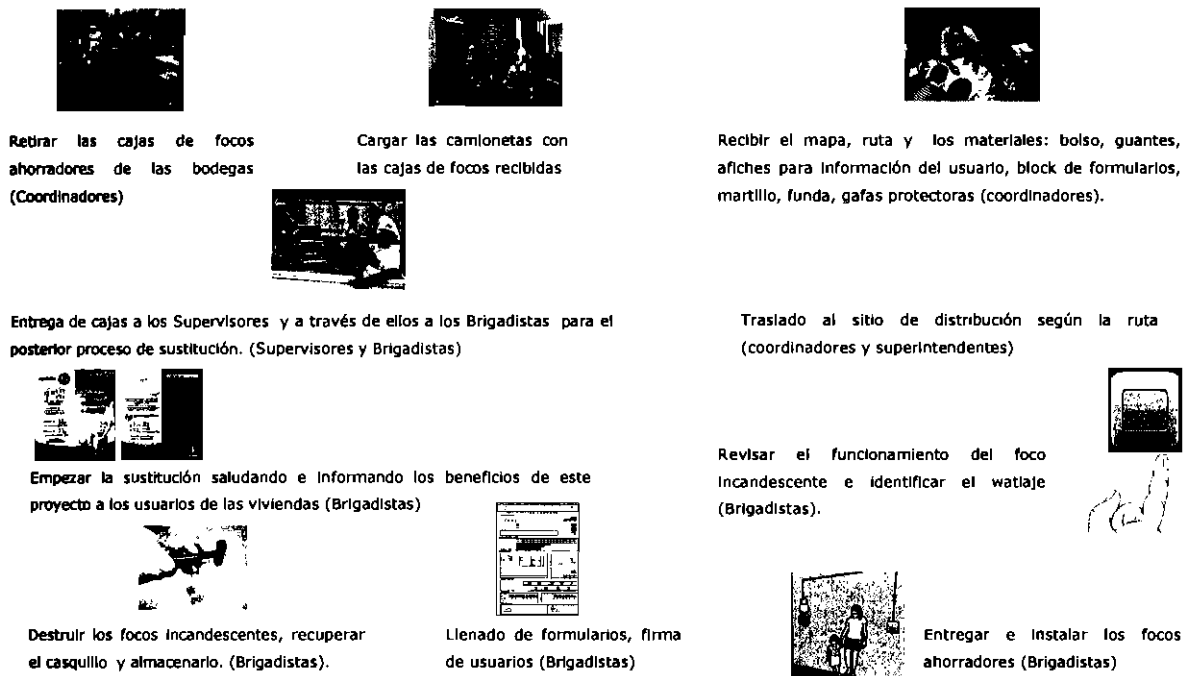 Retirar las cajas de focos
ahorradores de las bodegas
(Coordinadores)
Cargar las camionetas con
las cajas de focos recibidas
Recibir el mapa, ruta y los materiales: bolso, guantes,
afiches para información del usuario, block de formularios,
martillo, funda, gafas protectoras (coordinadores).
Entrega de cajas a los Supervisores y a través de ellos a los Brigadistas para el
posterior proceso de sustitución. (Supervisores y Brigadistas)
Traslado al sitio de distribución según la ruta
(coordinadores y superintendentes)
Empezar la sustitución saludando e informando los beneficios de este
proyecto a los usuarios de las viviendas (Brigadistas)
Revisar el funcionamiento del foco
incandescente e identificar el watiaje
(Brigadistas).
Destruir los focos incandescentes, recuperar
el casquillo y almacenarlo. (Brigadistas).
Llenado de formularios, firma
de usuarios (Brigadistas)
Entregar e instalar los focos
ahorradores (Brigadistas)